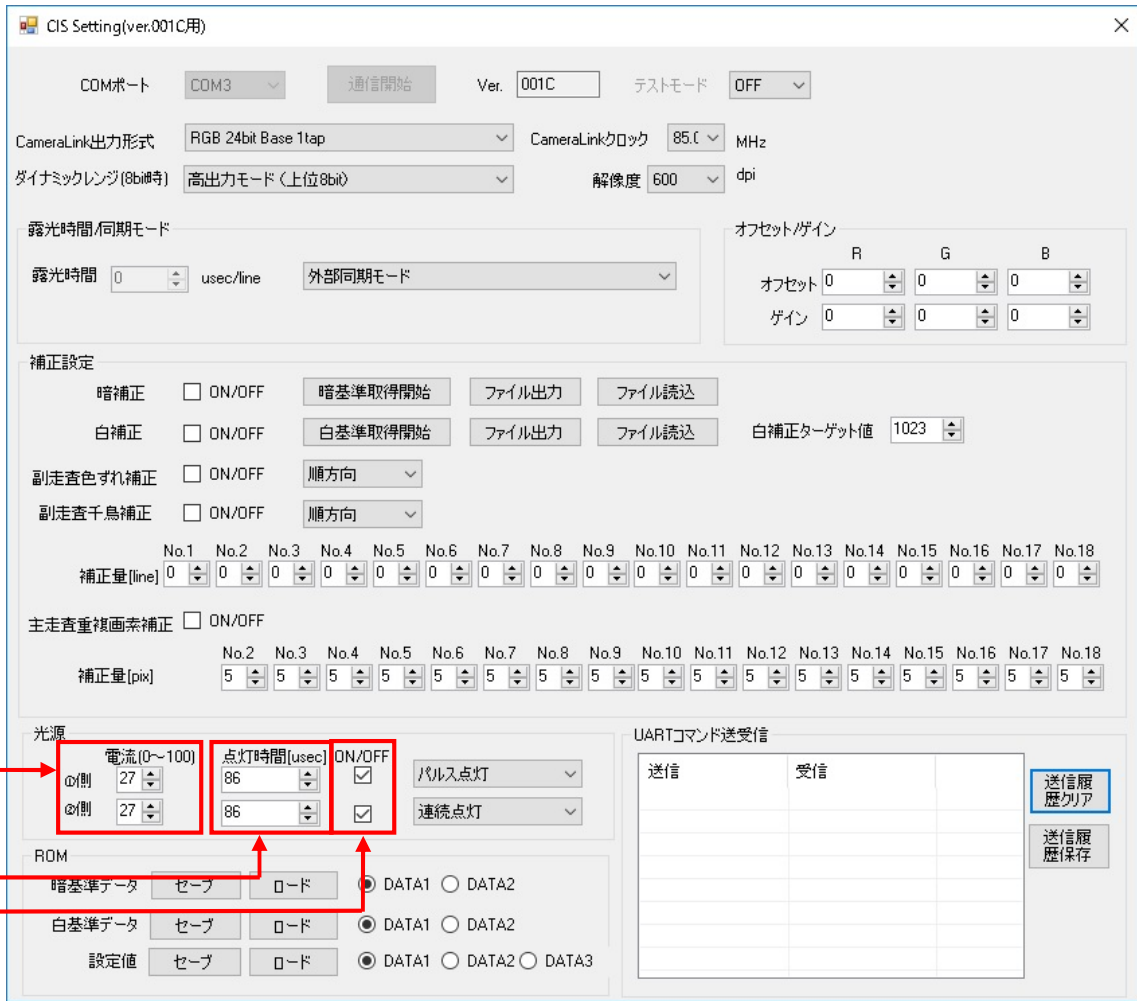 CIS Setting(ver.001C用)
COMポート COM3 通信開始 Ver. 001C テストモード OFF
CameraLink出力形式 RGB 24bit Base 1tap CameraLinkクロック 85.0 MHz
ダイナミックレンジ(8bit時) 高出力モード(上位8bit) 解像度 600 dpi
露光時間/同期モード
露光時間 0 usec/line 外部同期モード
オフセット/ゲイン
R G B
オフセット 0 0 0
ゲイン 0 0 0
補正設定
暗補正 ON/OFF 暗基準取得開始 ファイル出力 ファイル読込
白補正 ON/OFF 白基準取得開始 ファイル出力 ファイル読込 白補正ターゲット値 1023
副走査色ずれ補正 ON/OFF 順方向
副走査千鳥補正 ON/OFF 順方向
No.1 No.2 No.3 No.4 No.5 No.6 No.7 No.8 No.9 No.10 No.11 No.12 No.13 No.14 No.15 No.16 No.17 No.18
補正量[line] 0 0 0 0 0 0 0 0 0 0 0 0 0 0 0 0 0 0
主走査重複画素補正 ON/OFF
No.2 No.3 No.4 No.5 No.6 No.7 No.8 No.9 No.10 No.11 No.12 No.13 No.14 No.15 No.16 No.17 No.18
補正量[pix] 5 5 5 5 5 5 5 5 5 5 5 5 5 5 5 5 5
光源
電流(0～100) 点灯時間[usec] ON/OFF
①側 27 86 パルス点灯
②側 27 86 連続点灯
ROM
暗基準データ セーブ ロード DATA1 DATA2
白基準データ セーブ ロード DATA1 DATA2
設定値 セーブ ロード DATA1 DATA2 DATA3
UARTコマンド送受信
送信 受信
送信履
歴クリア
送信履
歴保存